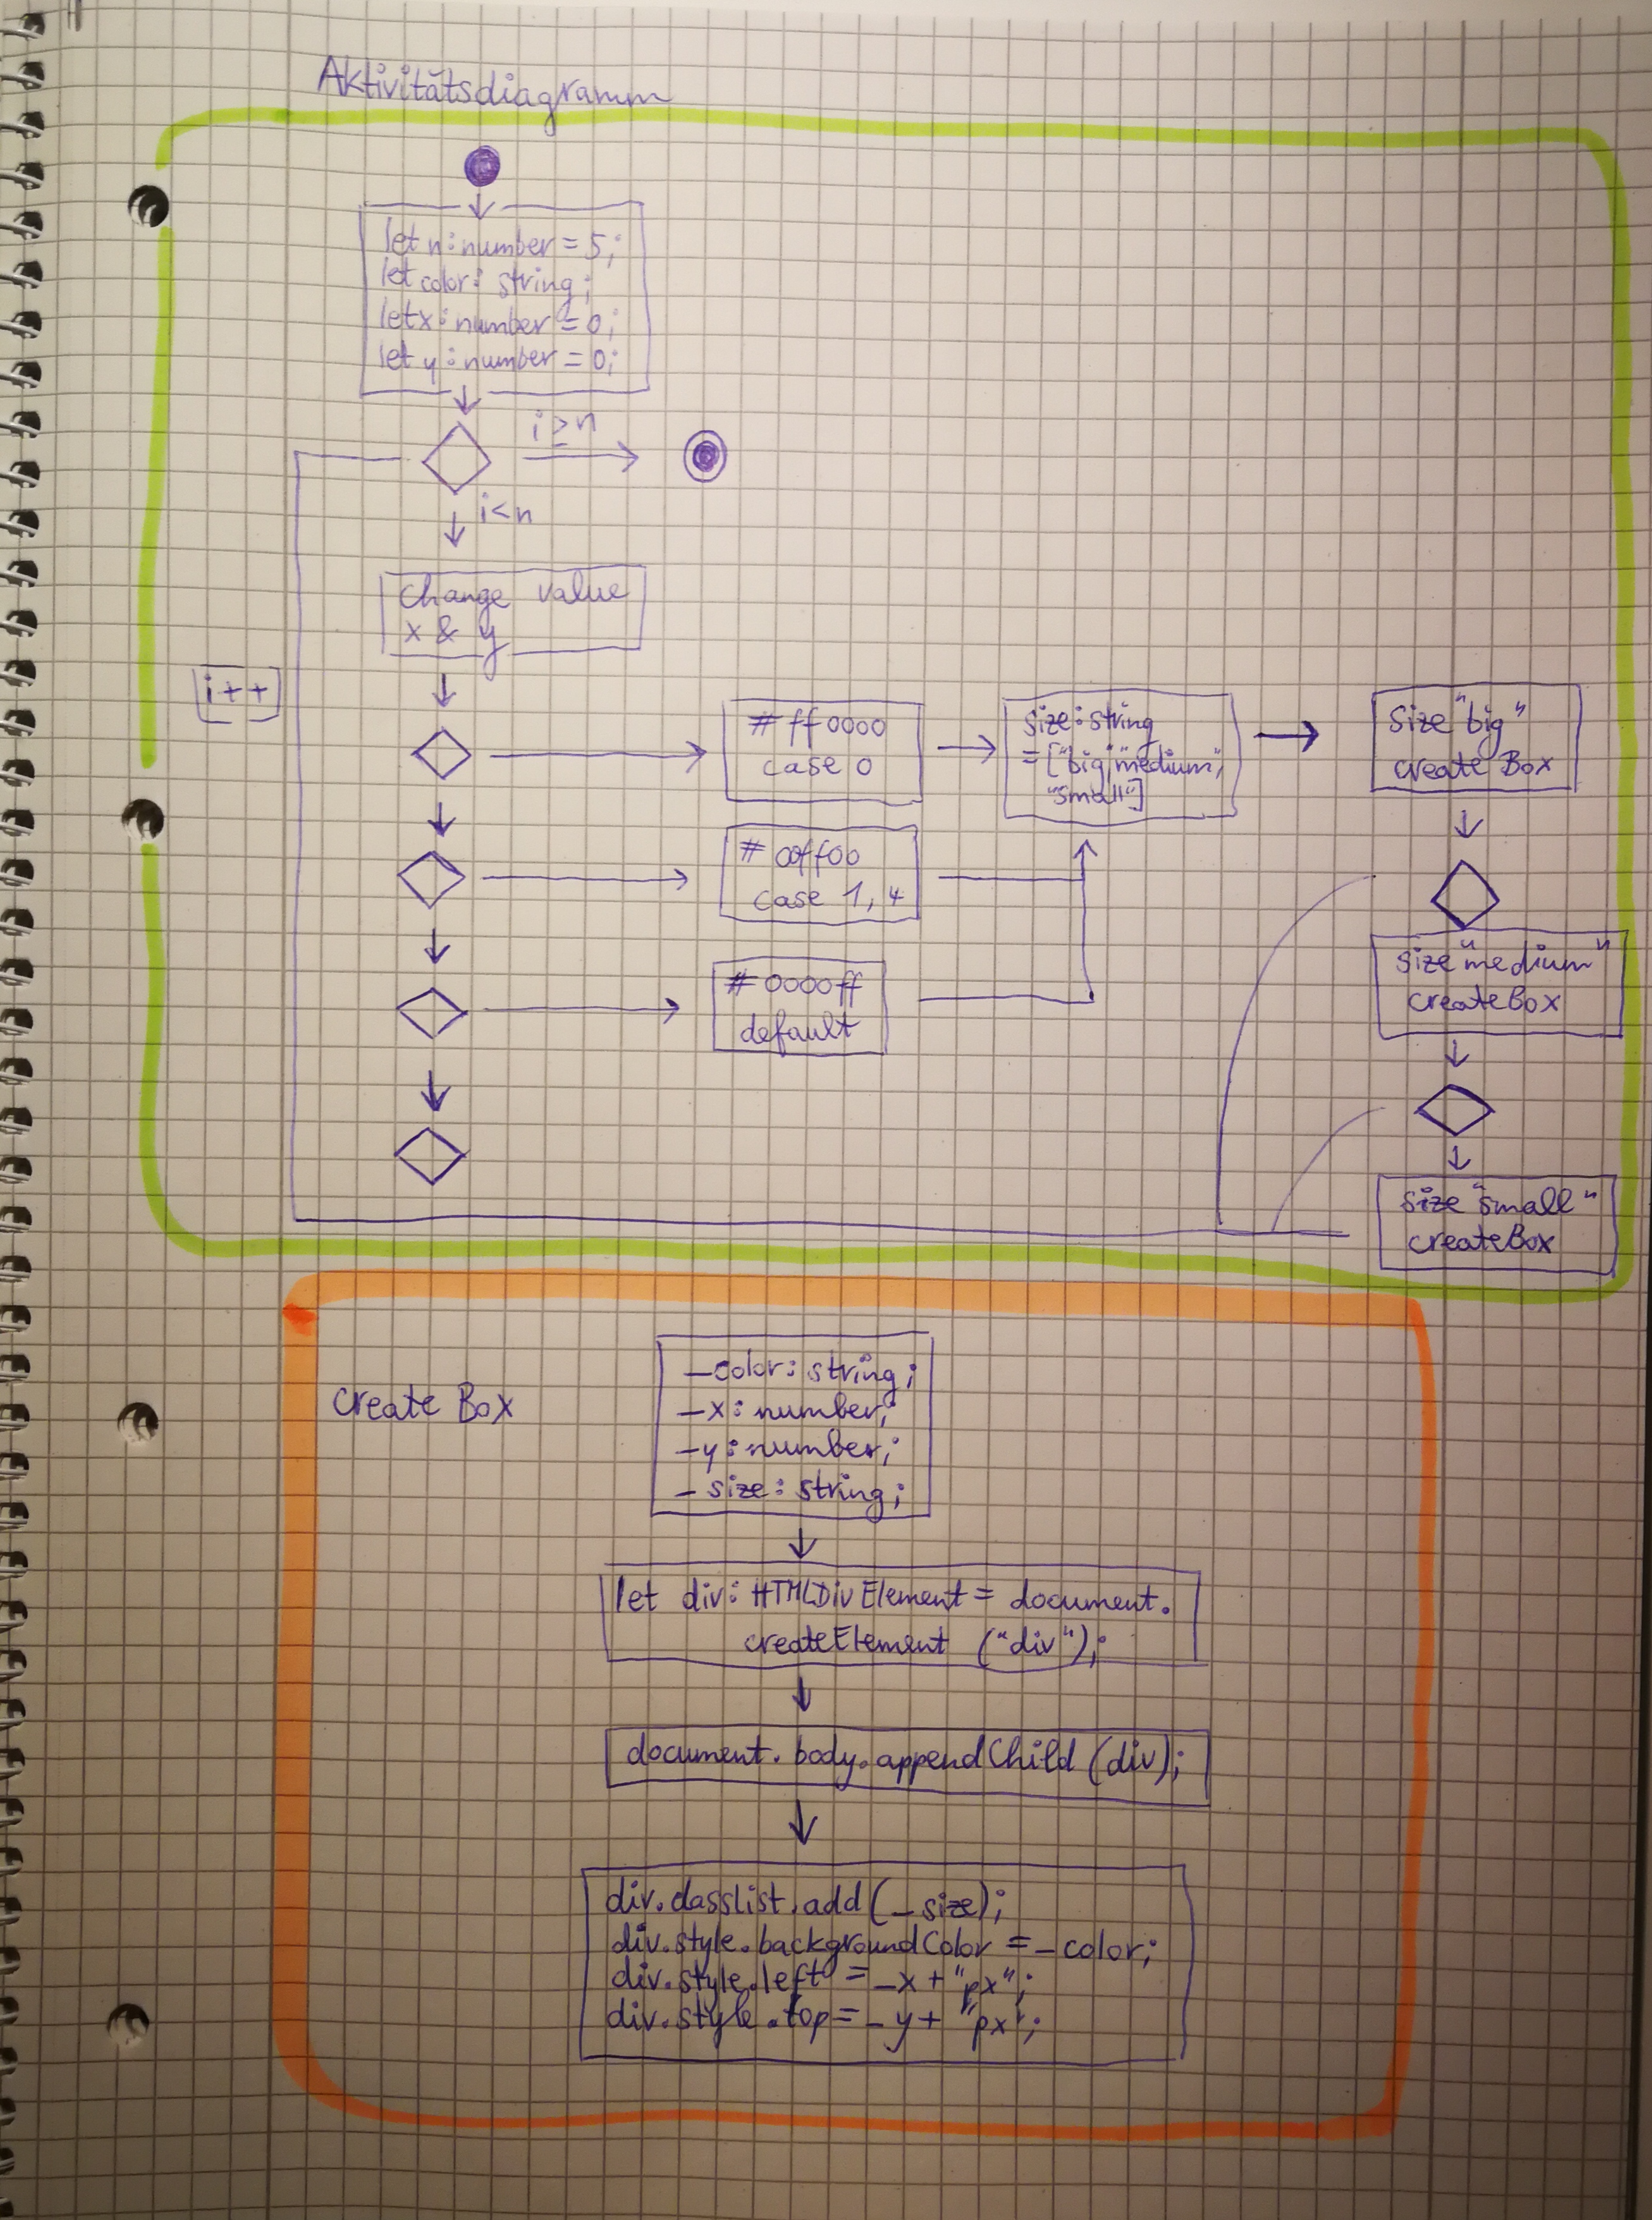 Aktivitätsdiagramm
let n: number = 5;
let color: string;
let x: number = 0;
let y: number = 0;
i ≥ n
i < n
change value
x & y
i++
# ff0000
case 0
size: string
= ["big","medium",
"small"]
size "big"
create Box
# 00ff00
case 1, 4
size "medium"
createBox
# 0000ff
default
size "small"
createBox
create Box
_color: string;
_x: number;
_y: number;
_size: string;
let div: HTMLDivElement = document.
createElement ("div");
document.body.appendChild (div);
div.classlist.add(_size);
div.style.backgroundColor = _color;
div.style.left = _x + "px";
div.style.top = _y + "px";